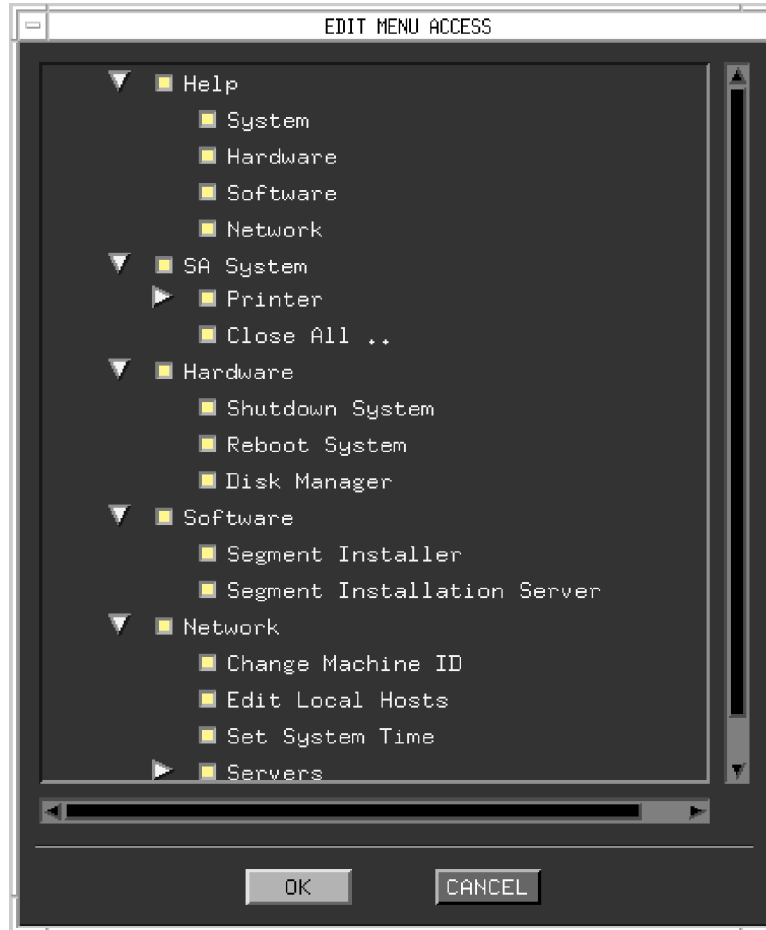 EDIT MENU ACCESS
Help
System
Hardware
Software
Network
SA System
Printer
Close All ..
Hardware
Shutdown System
Reboot System
Disk Manager
Software
Segment Installer
Segment Installation Server
Network
Change Machine ID
Edit Local Hosts
Set System Time
Servers
OK
CANCEL